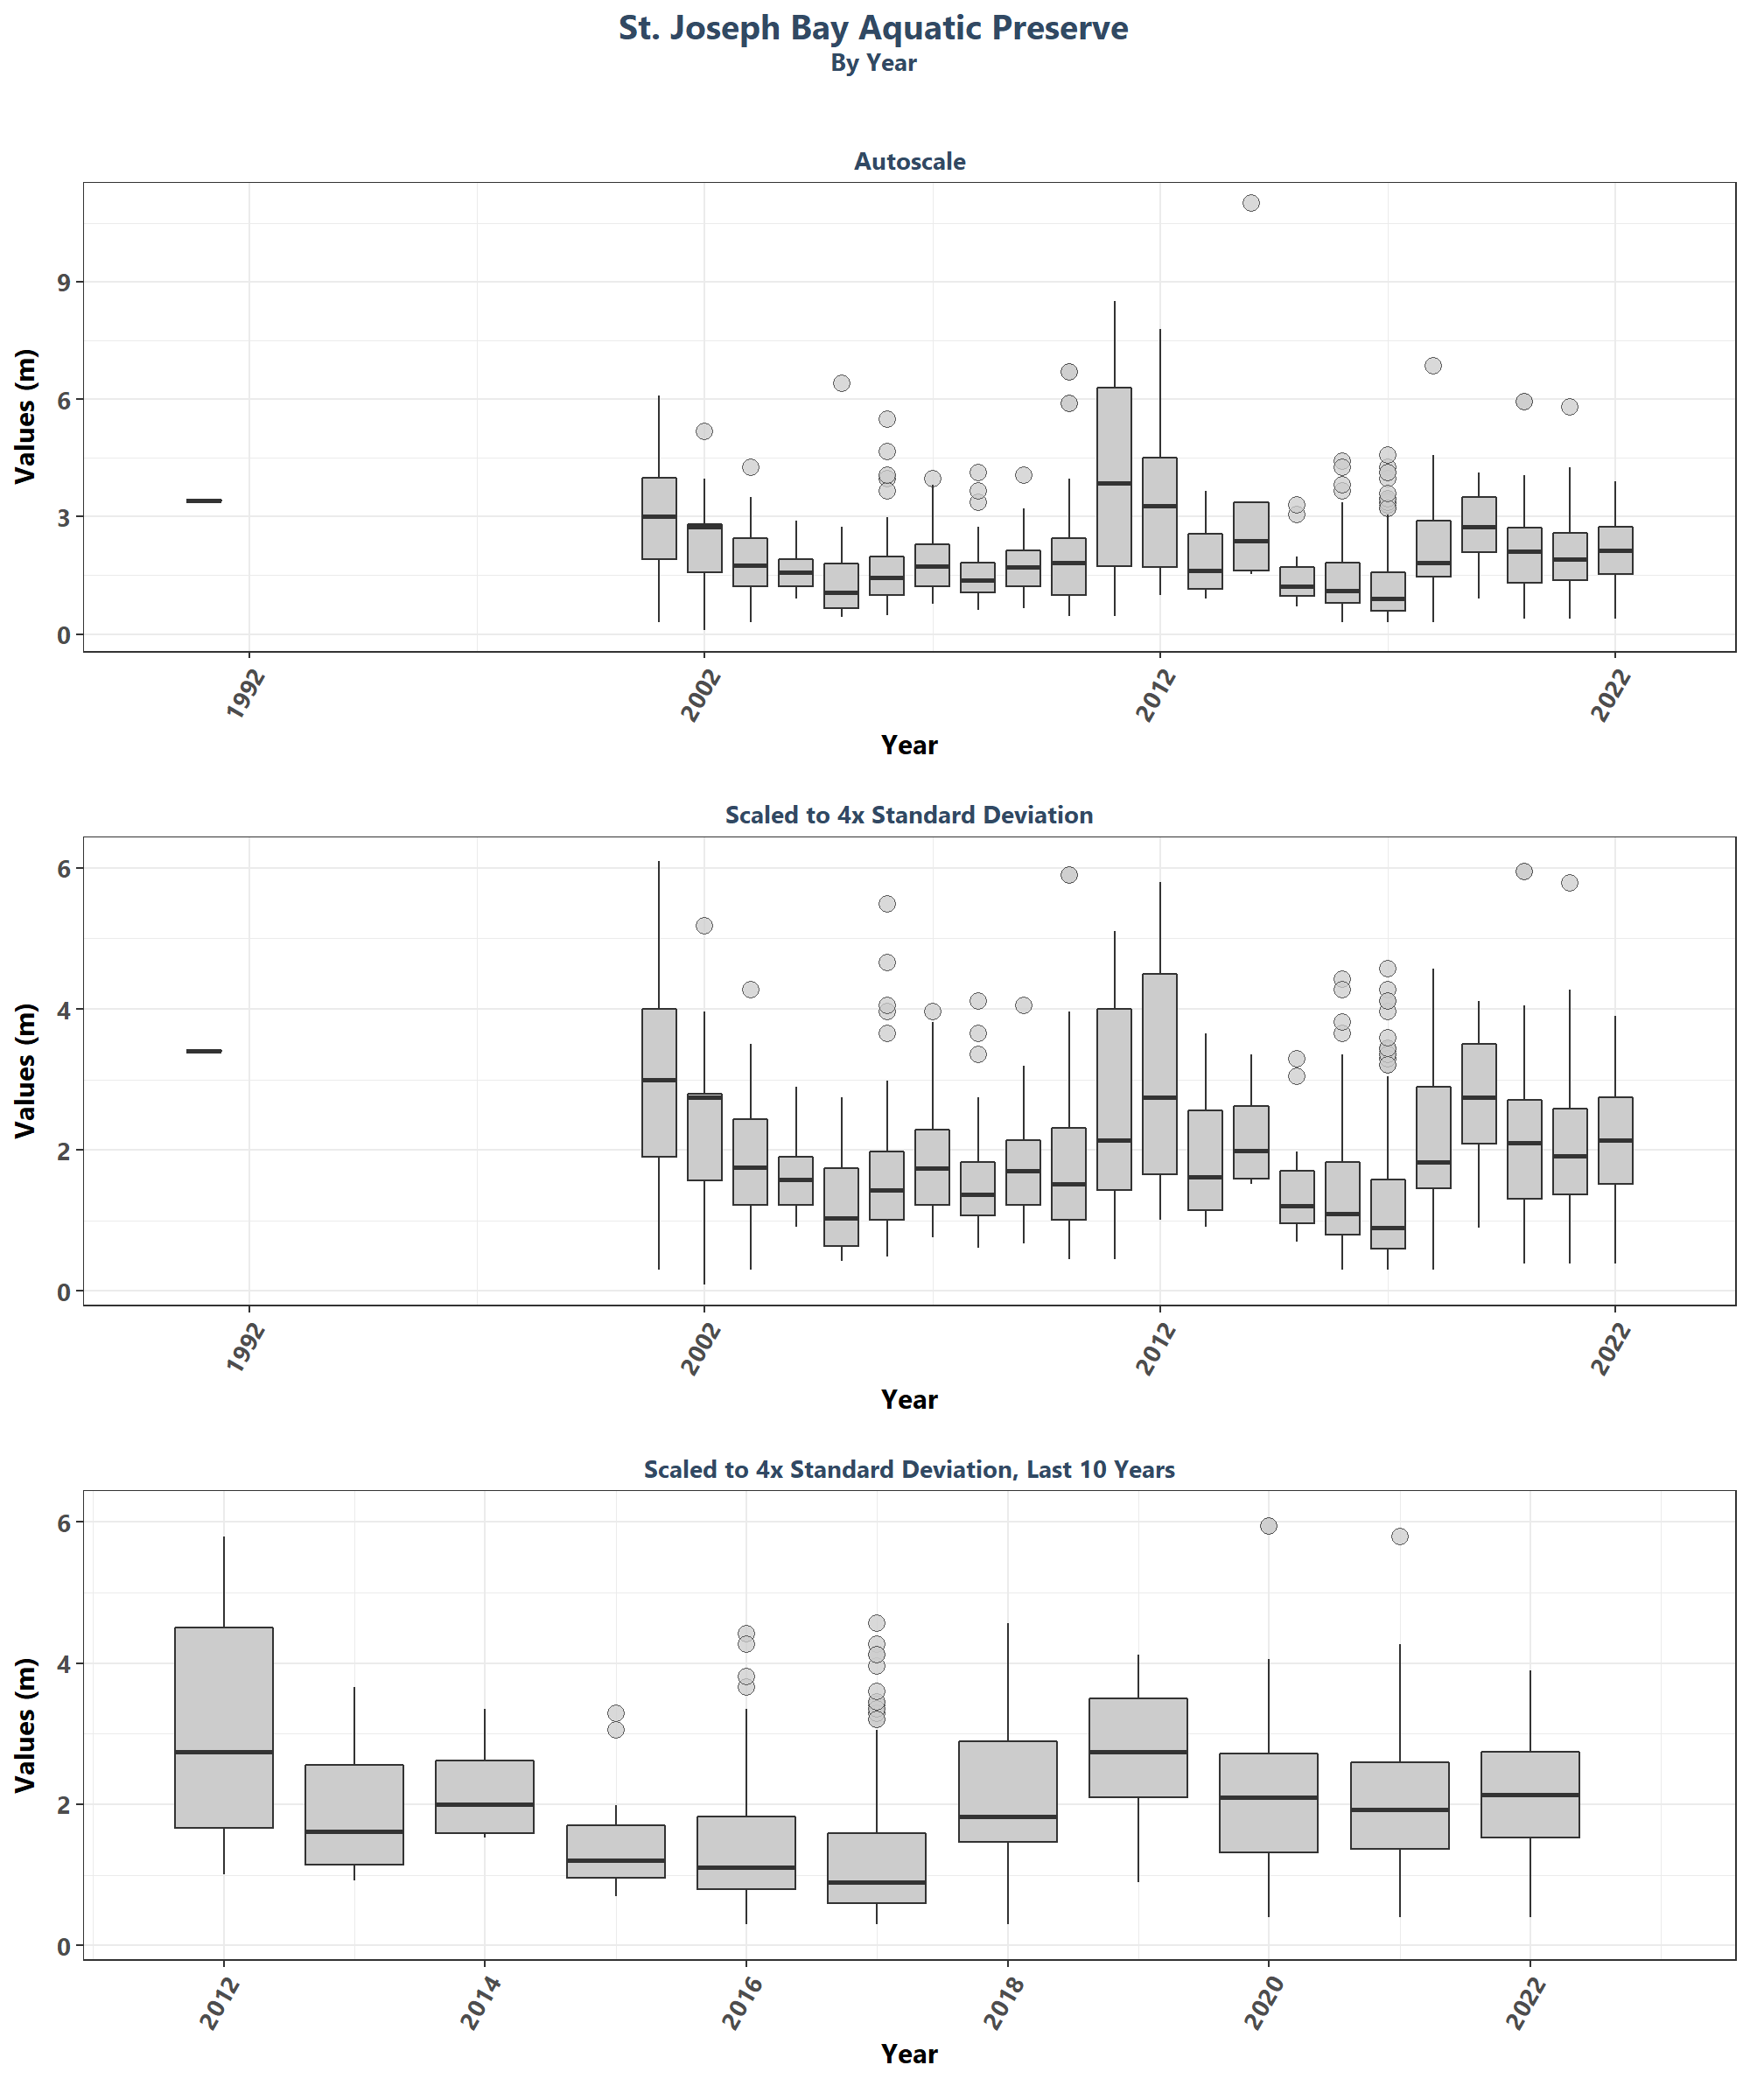 St. Joseph Bay Aquatic Preserve
By Year
Autoscale
Values (m)
9
6
3
0
1992
2002
2012
2022
Year
Scaled to 4x Standard Deviation
Values (m)
6
4
2
0
1992
2002
2012
2022
Year
Scaled to 4x Standard Deviation, Last 10 Years
Values (m)
6
4
2
0
2012
2014
2016
2018
2020
2022
Year